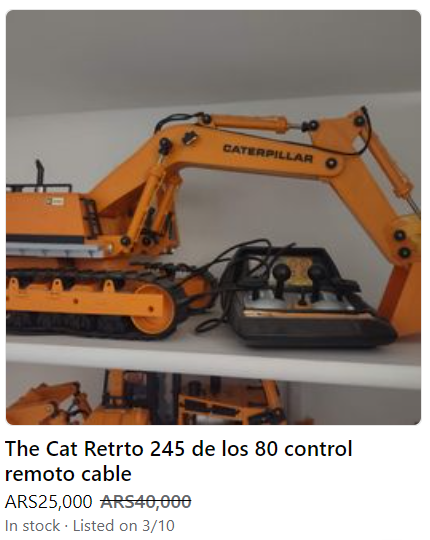 CATERPILLAR
The Cat Retrto 245 de los 80 control
remoto cable
ARS25,000 ARS40,000
In stock · Listed on 3/10